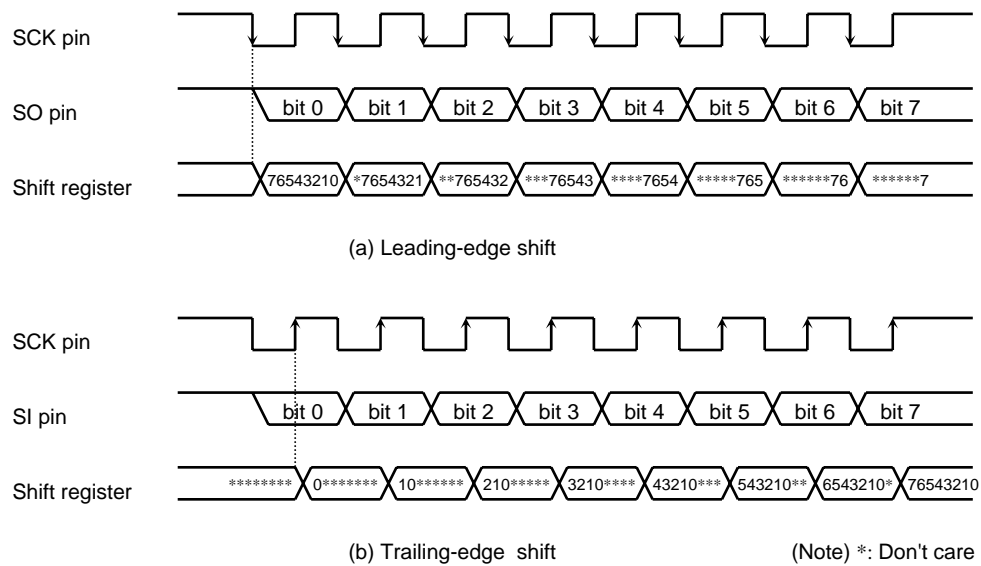 SCK pin
SO pin bit 0 bit 1 bit 2 bit 3 bit 4 bit 5 bit 6 bit 7
Shift register 76543210 *7654321 **765432 ***76543 ****7654 *****765 ******76 ******7
(a) Leading-edge shift
SCK pin
SI pin bit 0 bit 1 bit 2 bit 3 bit 4 bit 5 bit 6 bit 7
Shift register ******** 0******* 10****** 210***** 3210**** 43210*** 543210** 6543210* 76543210
(b) Trailing-edge shift (Note) *: Don't care